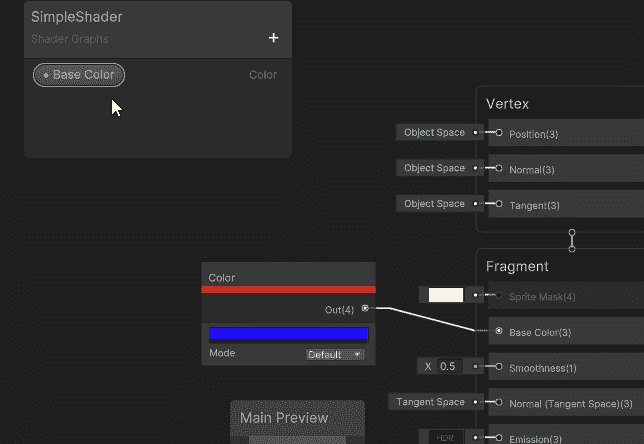 SimpleShader
Shader Graphs
+
Base Color
Color
Vertex
Object Space
Position(3)
Object Space
Normal(3)
Object Space
Tangent(3)
Fragment
Sprite Mask(4)
Base Color(3)
X 0.5
Smoothness(1)
Tangent Space
Normal (Tangent Space)(3)
HDR
Emission(3)
Color
Out(4)
Mode
Default
Main Preview